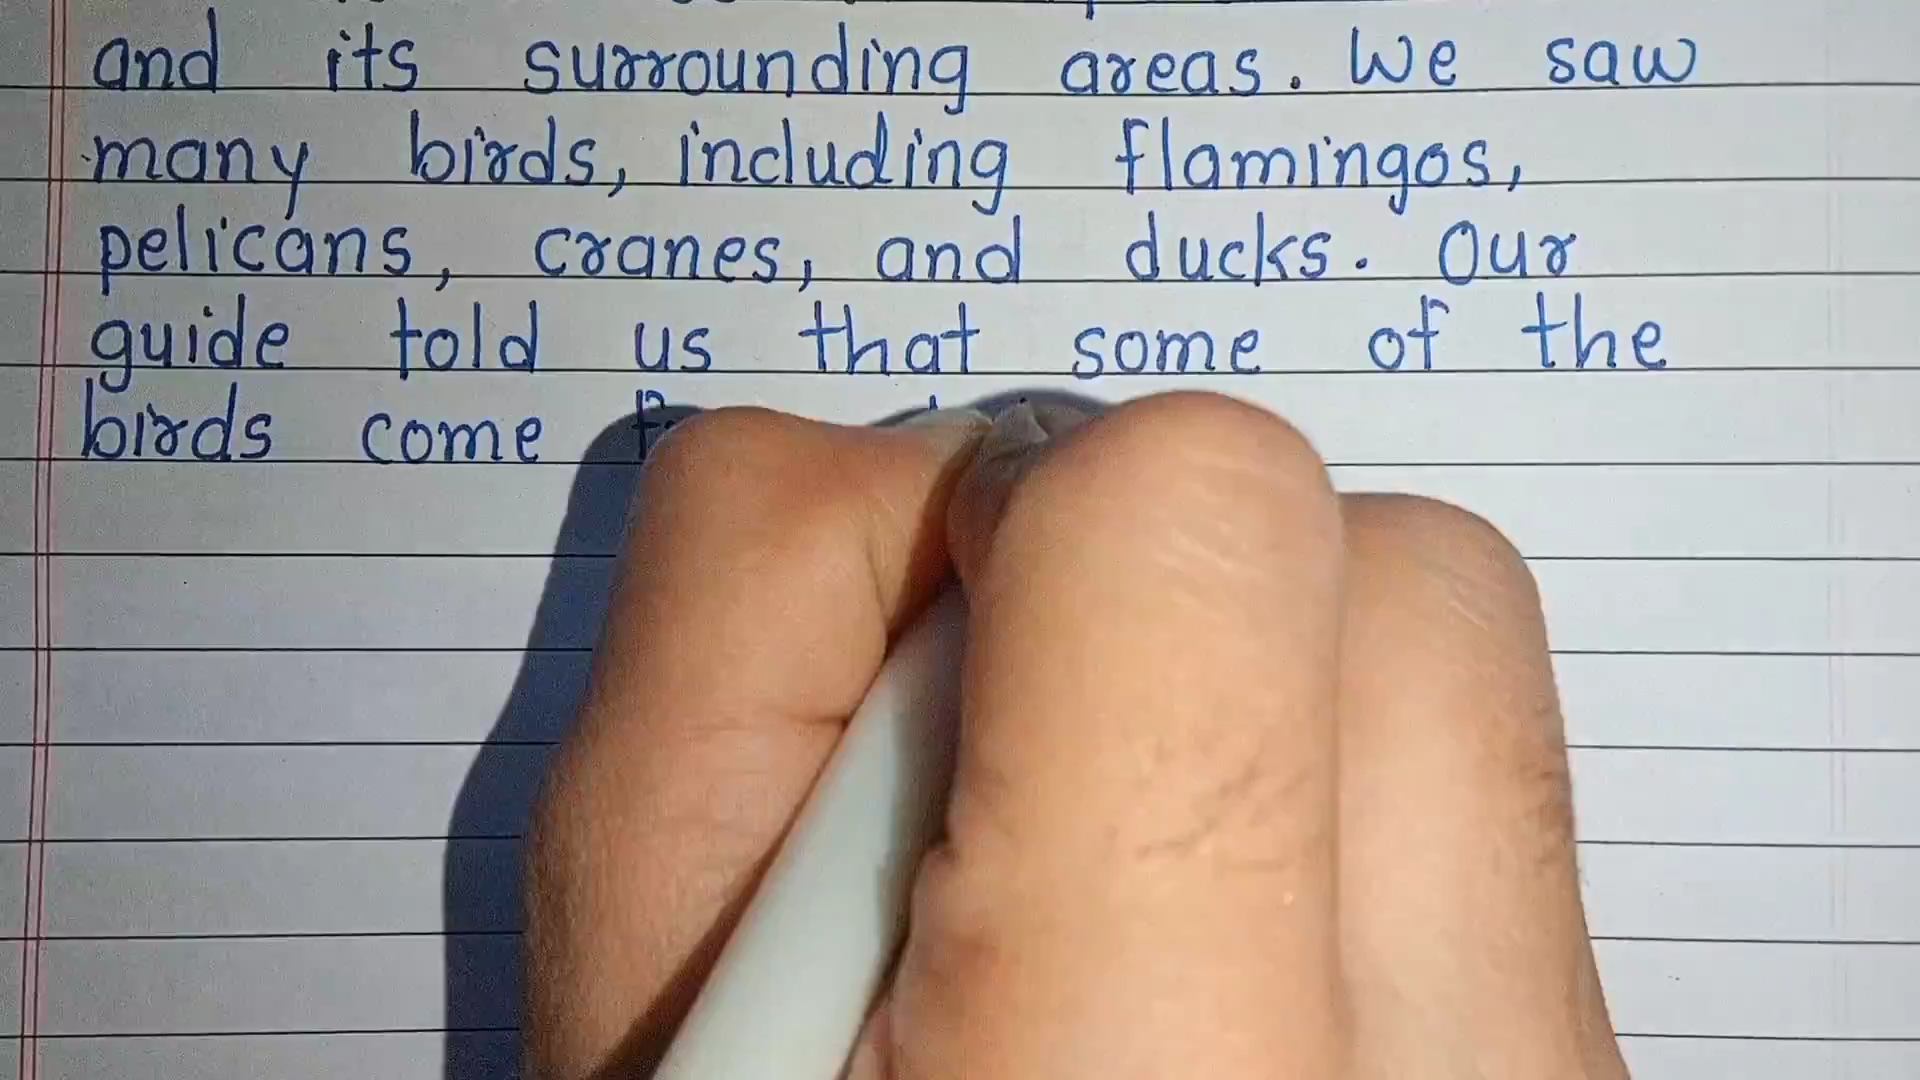 and its surrounding areas. We saw
many birds, including flamingos,
pelicans, cranes, and ducks. Our
guide told us that some of the
birds come